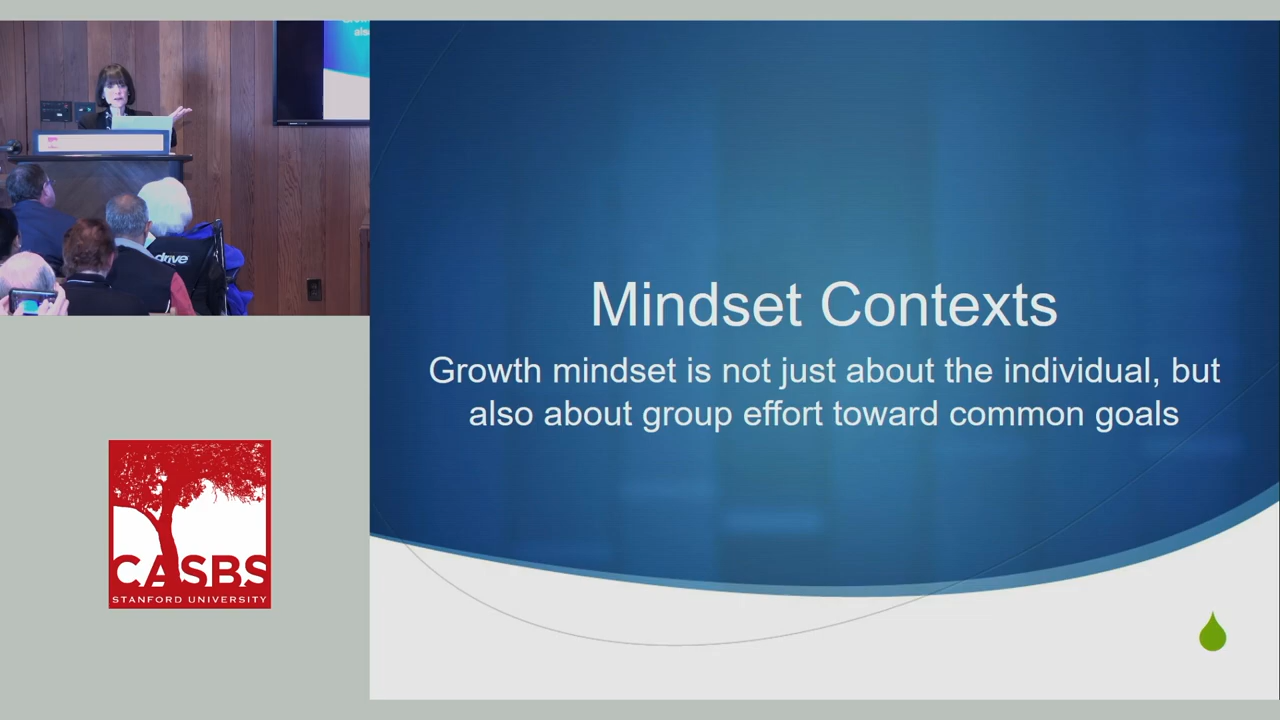 drive
CASBS
STANFORD UNIVERSITY
Mindset Contexts
Growth mindset is not just about the individual, but
also about group effort toward common goals